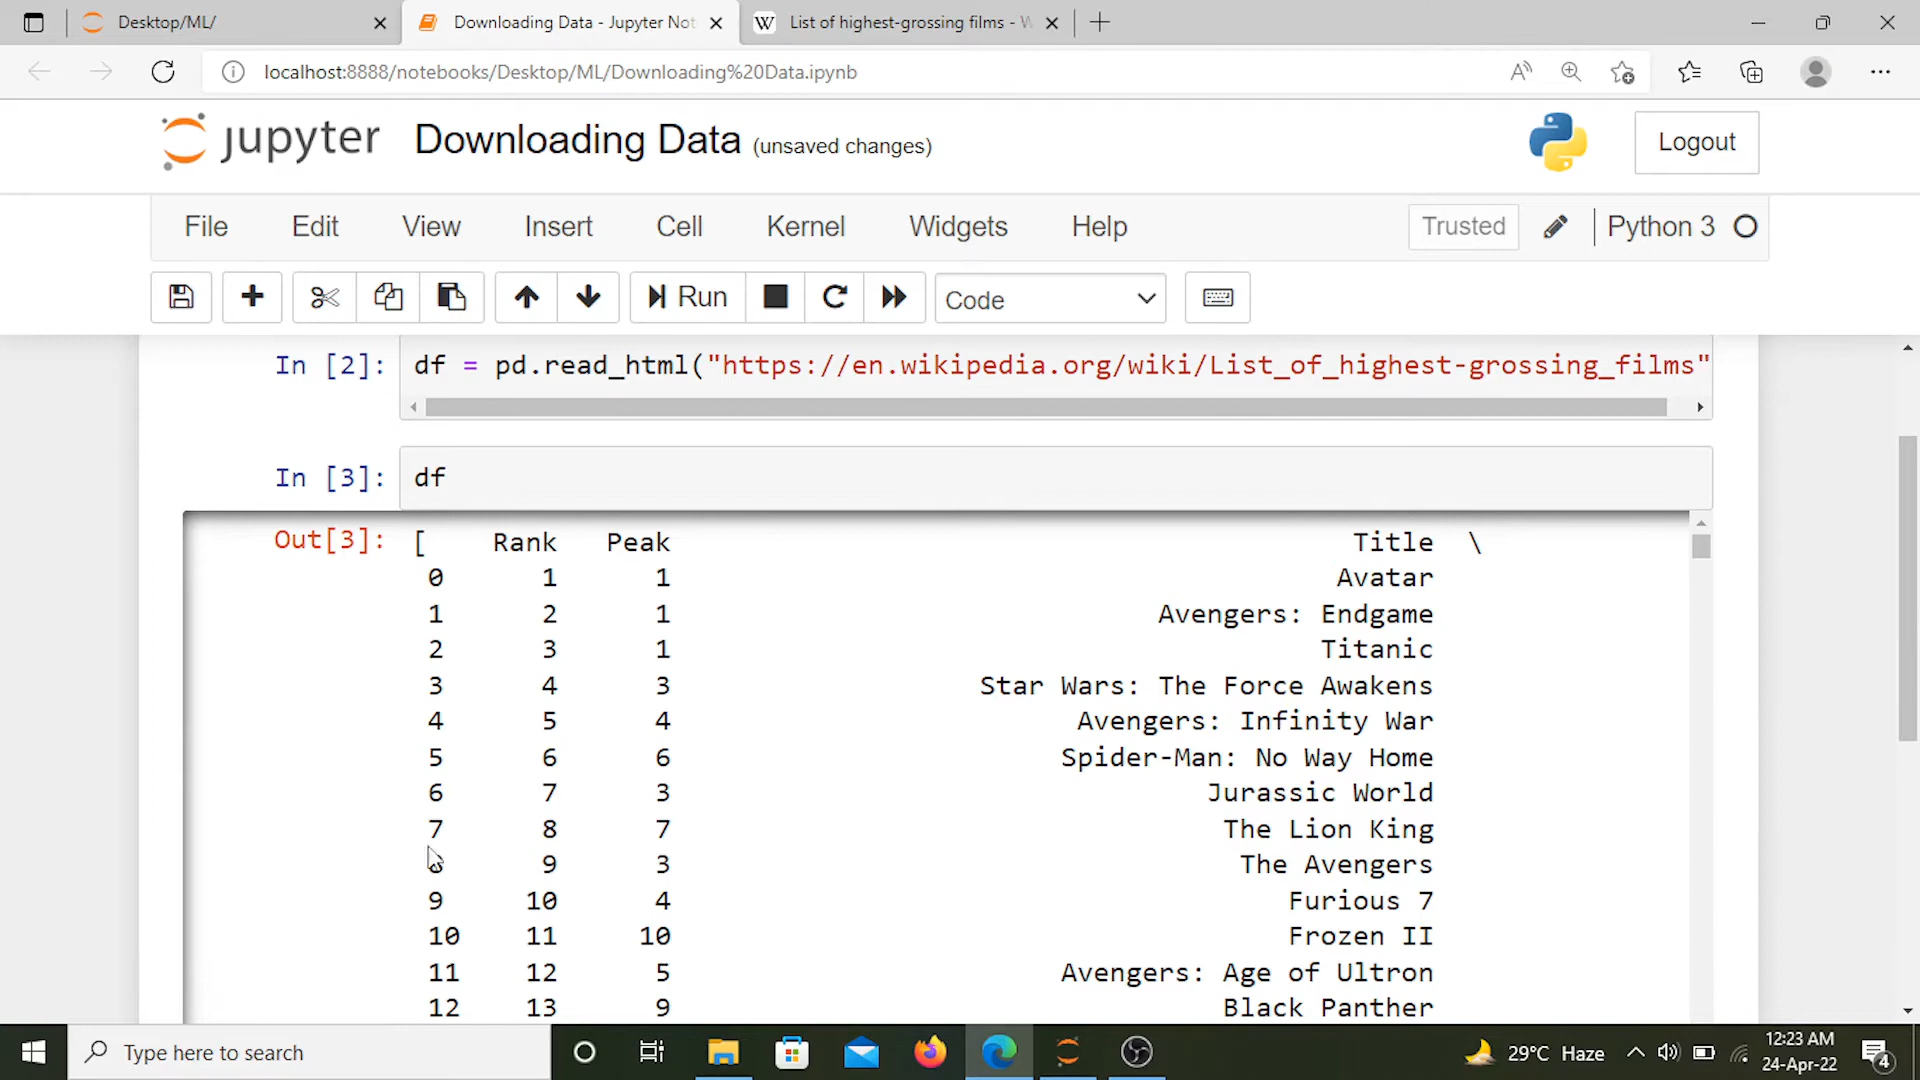 Desktop/ML/
Downloading Data - Jupyter Not
W List of highest-grossing films - W
localhost:8888/notebooks/Desktop/ML/Downloading%20Data.ipynb
jupyter Downloading Data (unsaved changes)
Logout
File Edit View Insert Cell Kernel Widgets Help Trusted Python 3
Run Code
In [2]: df = pd.read_html("https://en.wikipedia.org/wiki/List_of_highest-grossing_films"
In [3]: df
Out[3]: [ Rank Peak Title \
0 1 1 Avatar
1 2 1 Avengers: Endgame
2 3 1 Titanic
3 4 3 Star Wars: The Force Awakens
4 5 4 Avengers: Infinity War
5 6 6 Spider-Man: No Way Home
6 7 3 Jurassic World
7 8 7 The Lion King
9 3 The Avengers
9 10 4 Furious 7
10 11 10 Frozen II
11 12 5 Avengers: Age of Ultron
12 13 9 Black Panther
Type here to search
29°C Haze
12:23 AM
24-Apr-22
4